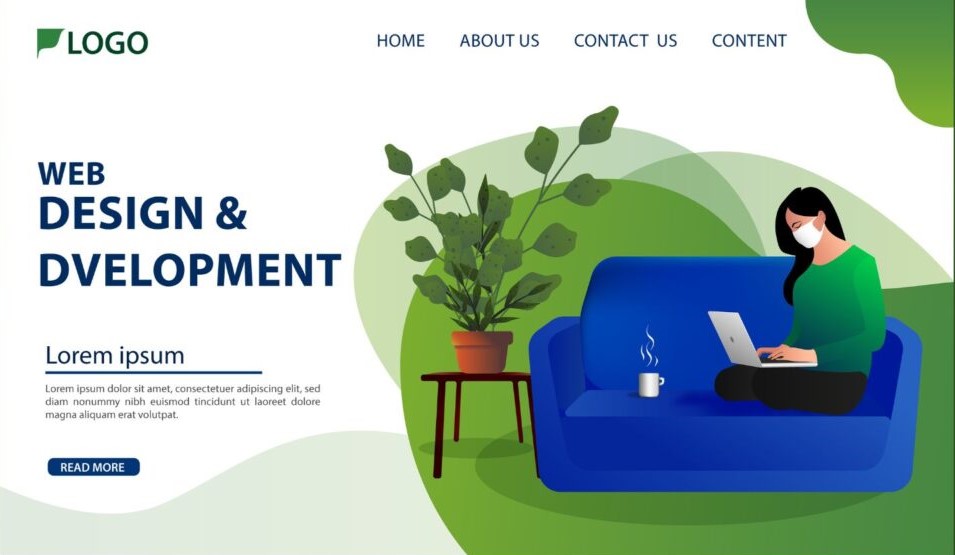 LOGO
HOME ABOUT US CONTACT US CONTENT
WEB
DESIGN &
DVELOPMENT
Lorem ipsum
Lorem ipsum dolor sit amet, consectetuer adipiscing elit, sed
diam nonummy nibh euismod tincidunt ut laoreet dolore
magna aliquam erat volutpat.
READ MORE